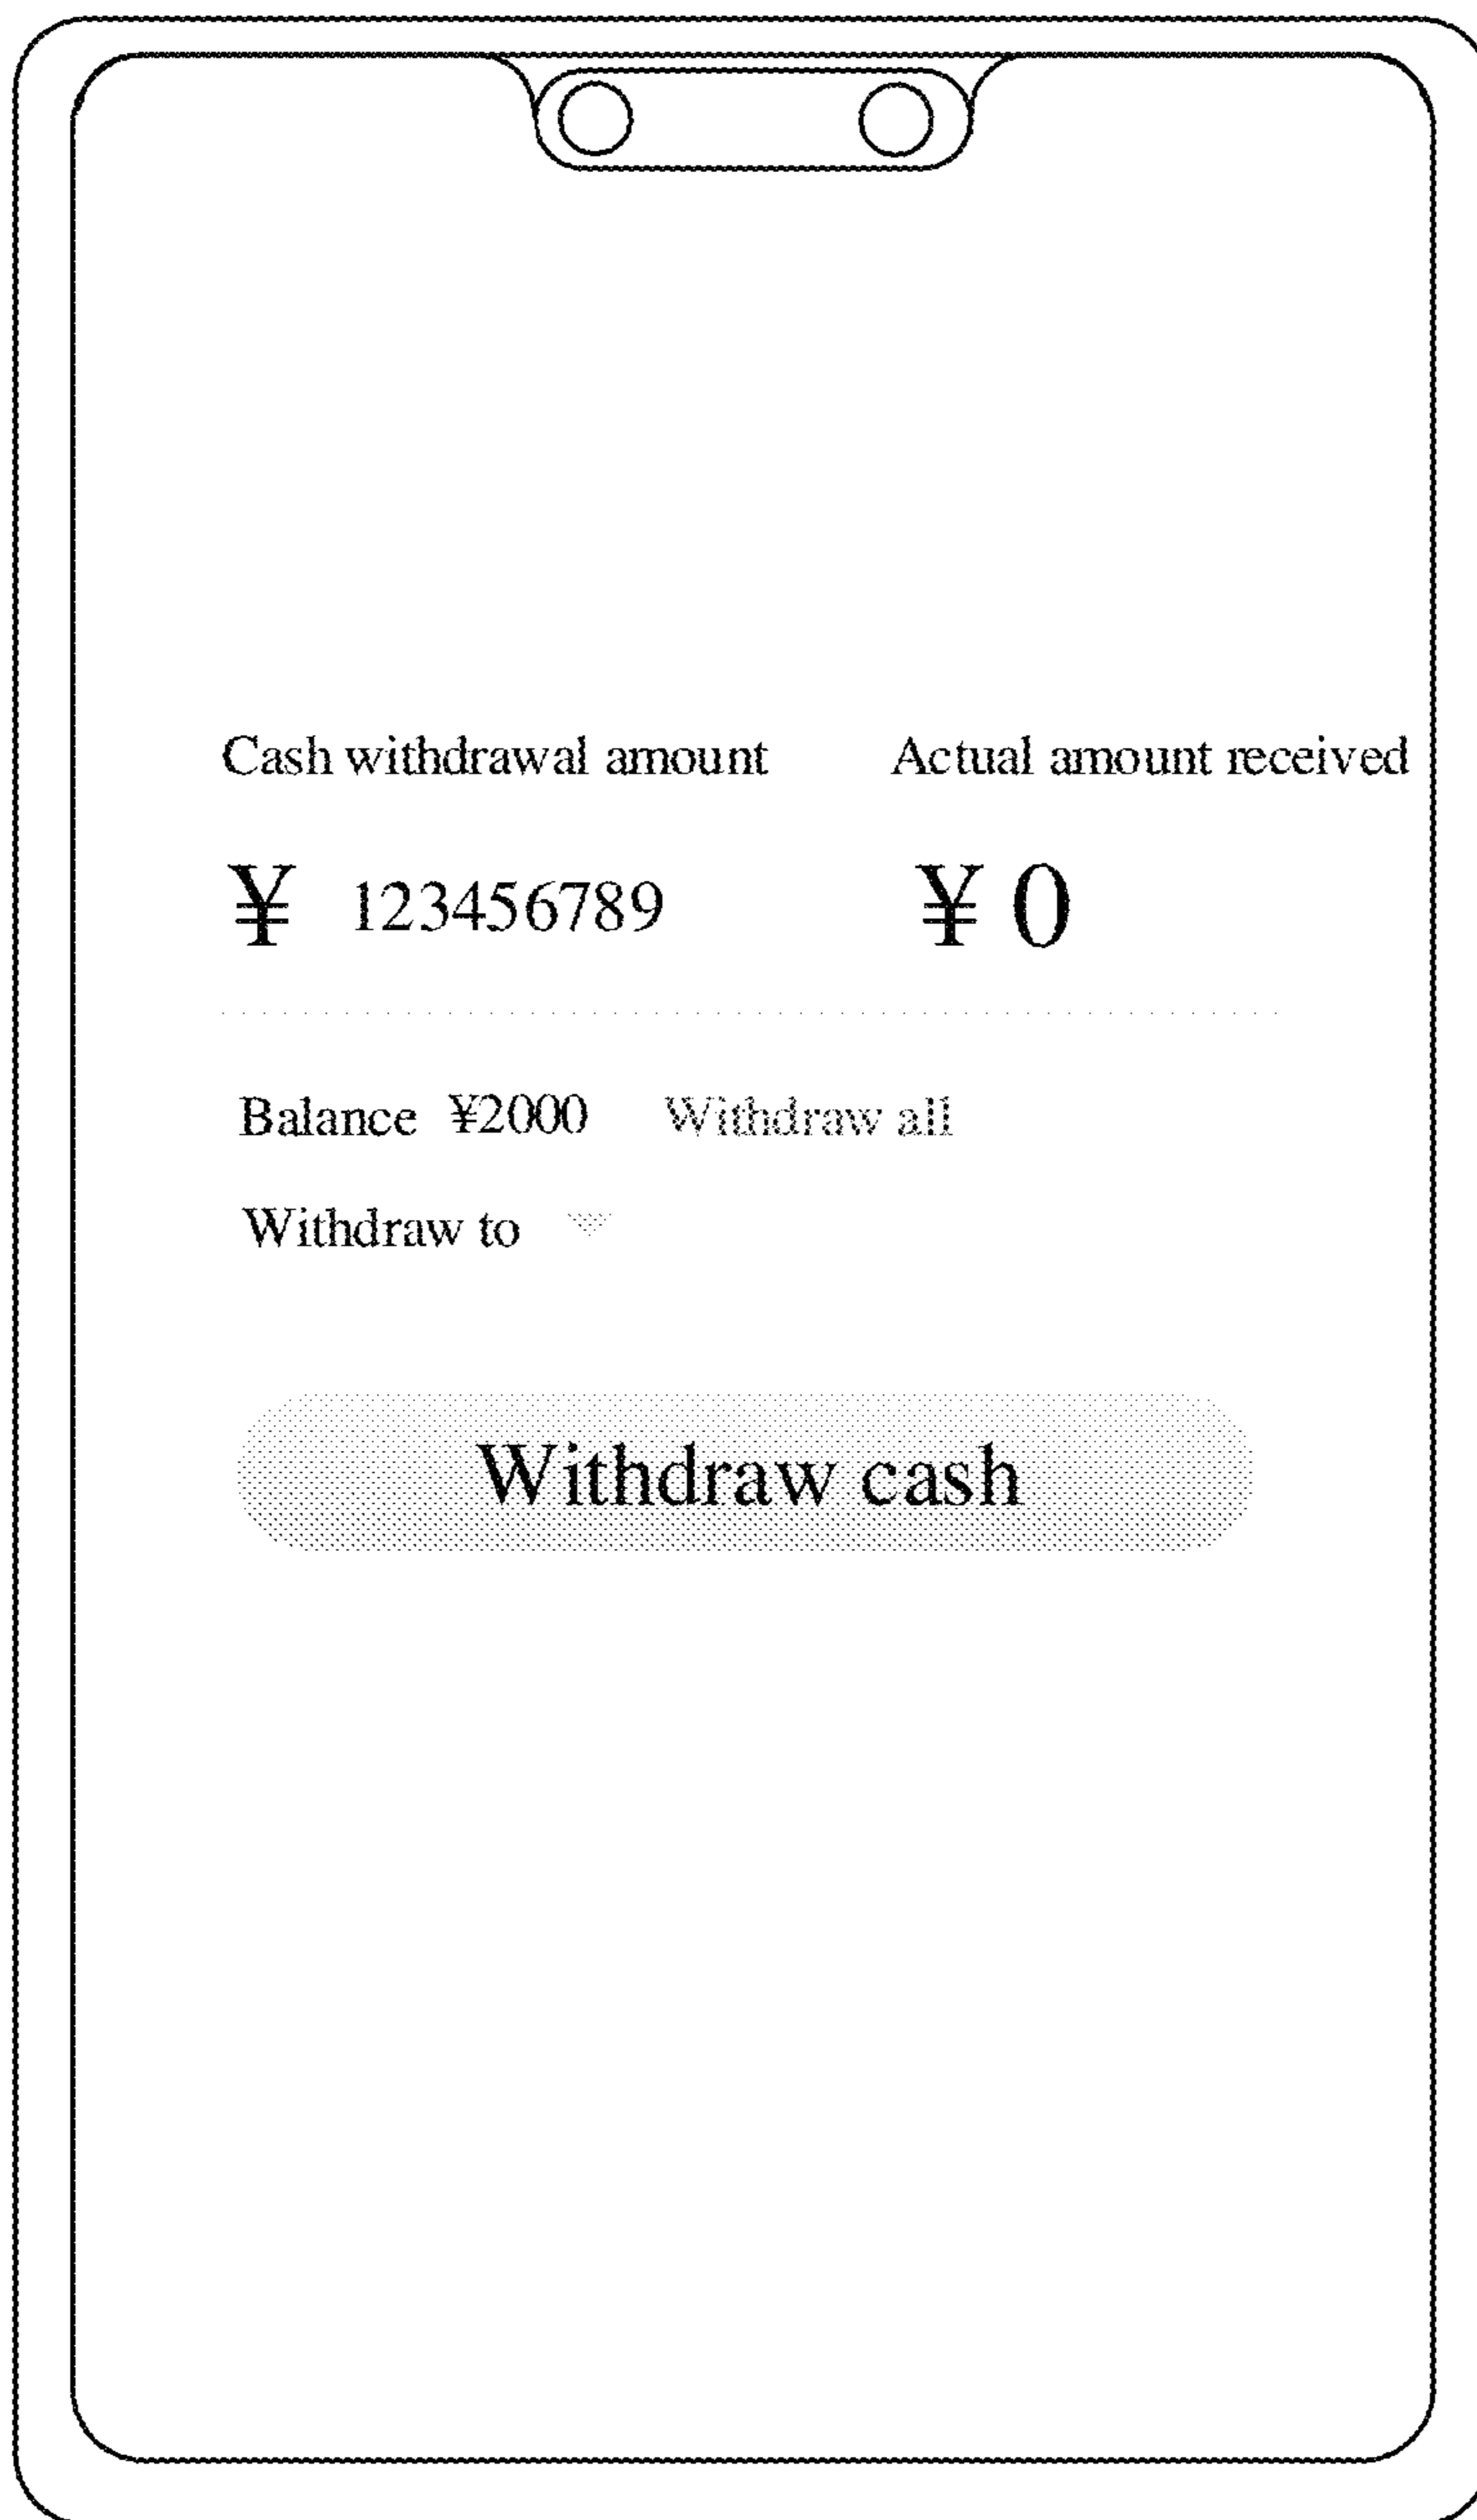 Cash withdrawal amount Actual amount received
¥ 123456789 ¥ 0
Balance ¥2000 Withdraw all
Withdraw to
Withdraw cash